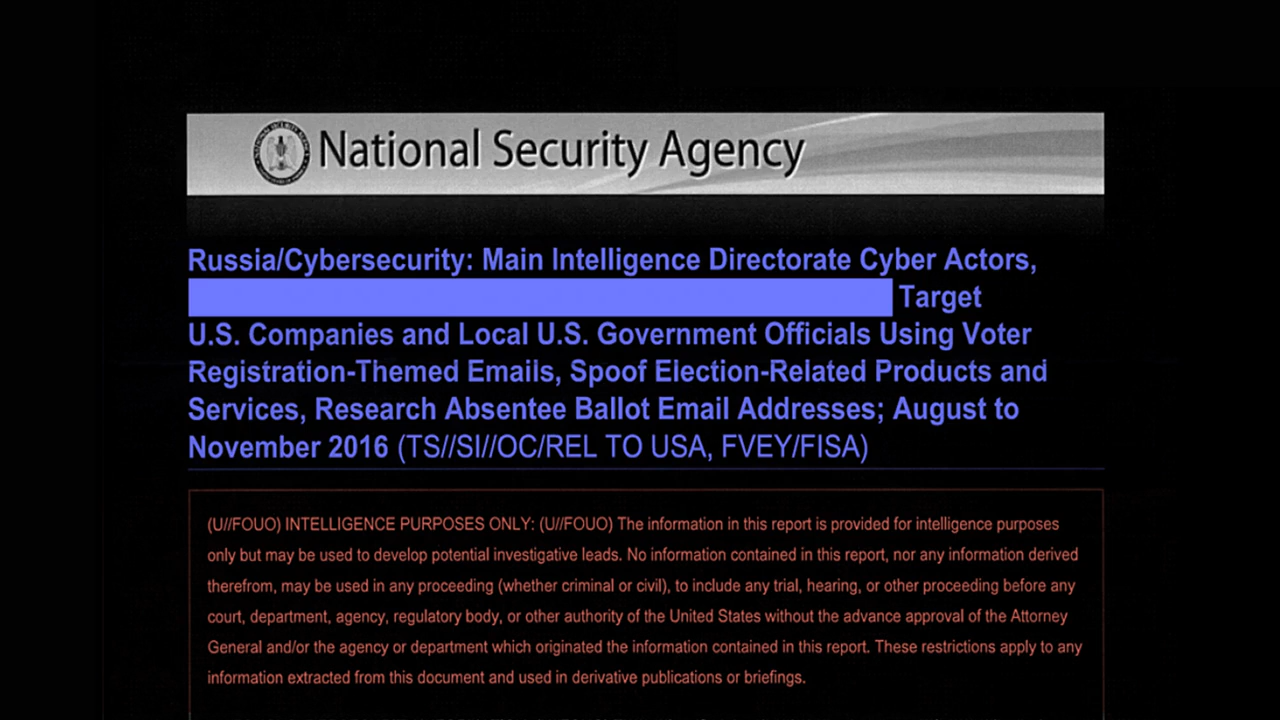 National Security Agency
Russia/Cybersecurity: Main Intelligence Directorate Cyber Actors,
Target
U.S. Companies and Local U.S. Government Officials Using Voter
Registration-Themed Emails, Spoof Election-Related Products and
Services, Research Absentee Ballot Email Addresses; August to
November 2016 (TS//SI//OC/REL TO USA, FVEY/FISA)
(U//FOUO) INTELLIGENCE PURPOSES ONLY: (U//FOUO) The information in this report is provided for intelligence purposes
only but may be used to develop potential investigative leads. No information contained in this report, nor any information derived
therefrom, may be used in any proceeding (whether criminal or civil), to include any trial, hearing, or other proceeding before any
court, department, agency, regulatory body, or other authority of the United States without the advance approval of the Attorney
General and/or the agency or department which originated the information contained in this report. These restrictions apply to any
information extracted from this document and used in derivative publications or briefings.